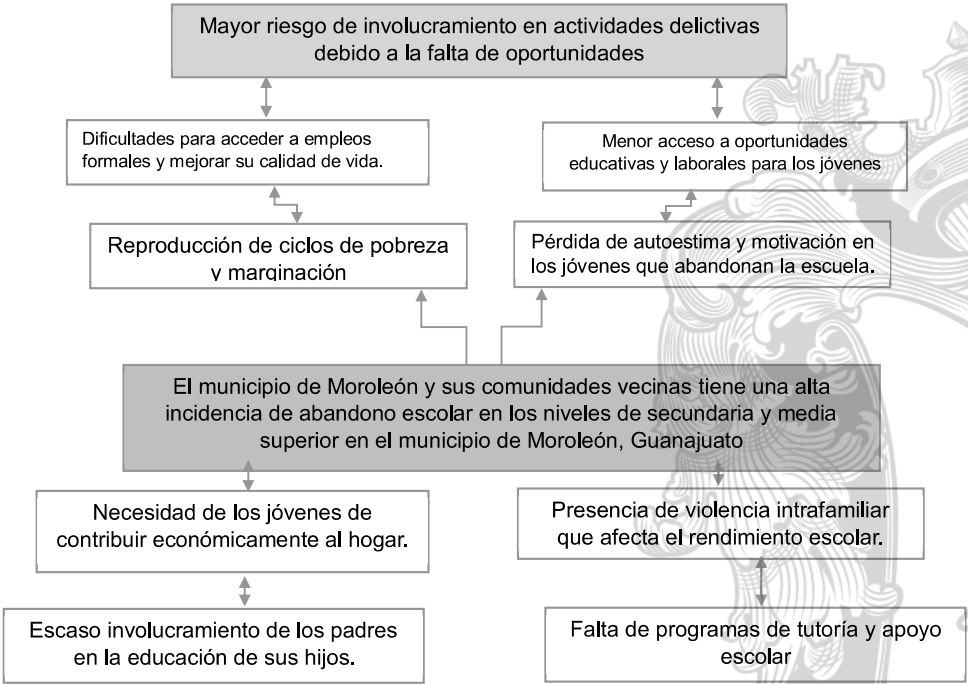 Mayor riesgo de involucramiento en actividades delictivas
debido a la falta de oportunidades
Dificultades para acceder a empleos
formales y mejorar su calidad de vida.
Menor acceso a oportunidades
educativas y laborales para los jóvenes
Reproducción de ciclos de pobreza
y marginación
Pérdida de autoestima y motivación en
los jóvenes que abandonan la escuela.
El municipio de Moroleón y sus comunidades vecinas tiene una alta
incidencia de abandono escolar en los niveles de secundaria y media
superior en el municipio de Moroleón, Guanajuato
Necesidad de los jóvenes de
contribuir económicamente al hogar.
Presencia de violencia intrafamiliar
que afecta el rendimiento escolar.
Escaso involucramiento de los padres
en la educación de sus hijos.
Falta de programas de tutoría y apoyo
escolar